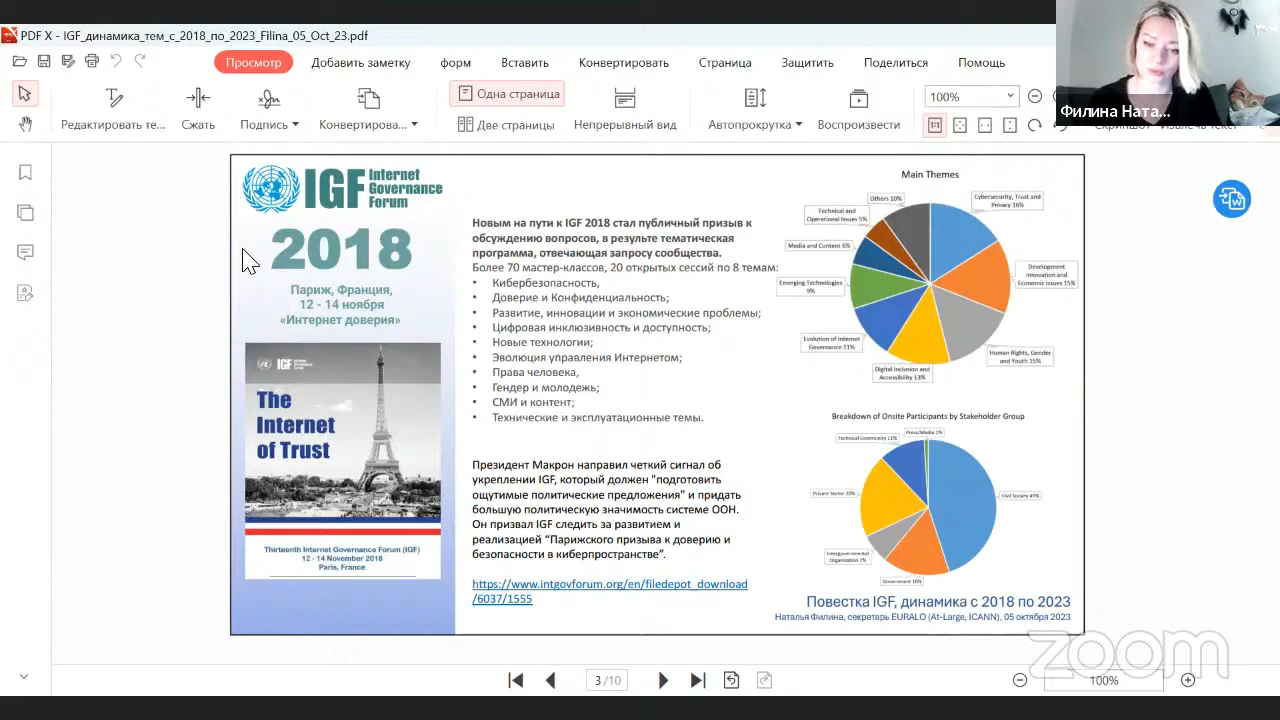 PDF X - IGF_динамика_тем_с_2018_по_2023_Filina_05_Oct_23.pdf
Просмотр
Добавить заметку
форм
Вставить
Конвертировать
Страница
Защитить
Поделиться
Помощь
Редактировать те...
Сжать
Подпись
Конвертирова...
Одна страница
Две страницы
Непрерывный вид
Автопрокрутка
Воспроизвести
100%
Филина Ната...
IGF Internet Governance Forum
2018
Париж, Франция,
12 - 14 ноября
«Интернет доверия»
IGF
The
Internet
of Trust
Thirteenth Internet Governance Forum (IGF)
12 - 14 November 2018
Paris, France
Новым на пути к IGF 2018 стал публичный призыв к
обсуждению вопросов, в результате тематическая
программа, отвечающая запросу сообщества.
Более 70 мастер-классов, 20 открытых сессий по 8 темам:
• Кибербезопасность,
• Доверие и Конфиденциальность;
• Развитие, инновации и экономические проблемы;
• Цифровая инклюзивность и доступность;
• Новые технологии;
• Эволюция управления Интернетом;
• Права человека,
• Гендер и молодежь;
• СМИ и контент;
• Технические и эксплуатационные темы.
Президент Макрон направил четкий сигнал об
укреплении IGF, который должен "подготовить
ощутимые политические предложения" и придать
большую политическую значимость системе ООН.
Он призвал IGF следить за развитием и
реализацией “Парижского призыва к доверию и
безопасности в киберпространстве”.
https://www.intgovforum.org/en/filedepot_download
/6037/1555
Main Themes
Others 10%
Cybersecurity, Trust and
Privacy 16%
Technical and
Operational Issues 5%
Media and Content 6%
Development
Innovation and
Economic Issues 15%
Emerging Technologies
9%
Evolution of Internet
Governance 11%
Human Rights, Gender
and Youth 15%
Digital Inclusion and
Accessibility 13%
Breakdown of Onsite Participants by Stakeholder Group
Press/Media 1%
Technical Community 11%
Private Sector 20%
Civil Society 45%
Intergovernmental
Organization 7%
Government 16%
Повестка IGF, динамика с 2018 по 2023
Наталья Филина, секретарь EURALO (At-Large, ICANN), 05 октября 2023
zoom
3 /10
100%